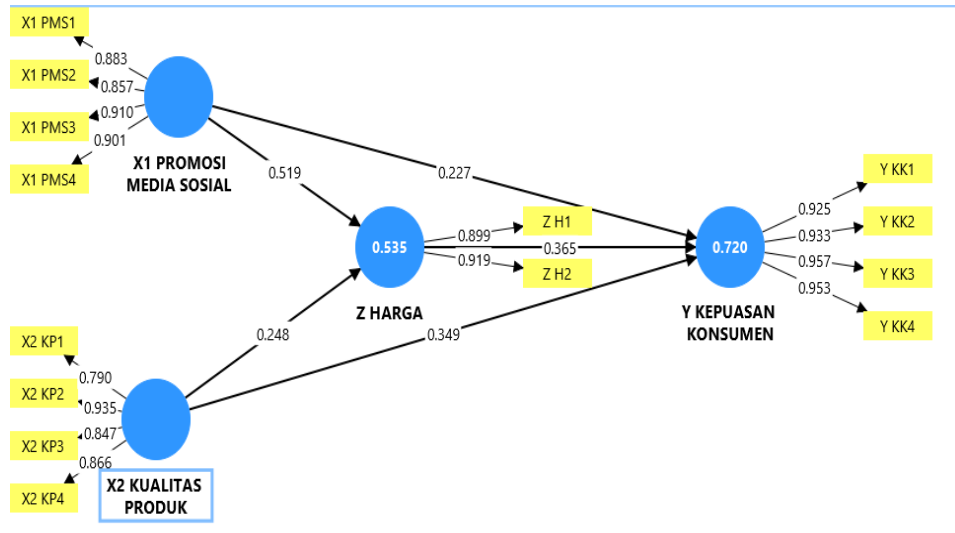 X1 PMS1
0.883
X1 PMS2
0.857
0.910
X1 PMS3
0.901
X1 PMS4
X1 PROMOSI
MEDIA SOSIAL
0.519
0.227
Y KK1
0.925
Y KK2
0.933
Z H1
0.899
0.535
0.365
0.720
0.919
0.957
Z H2
Y KK3
0.953
Z HARGA
Y KEPUASAN
KONSUMEN
Y KK4
0.248
0.349
X2 KP1
0.790
X2 KP2
0.935
0.847
X2 KP3
0.866
X2 KP4
X2 KUALITAS
PRODUK